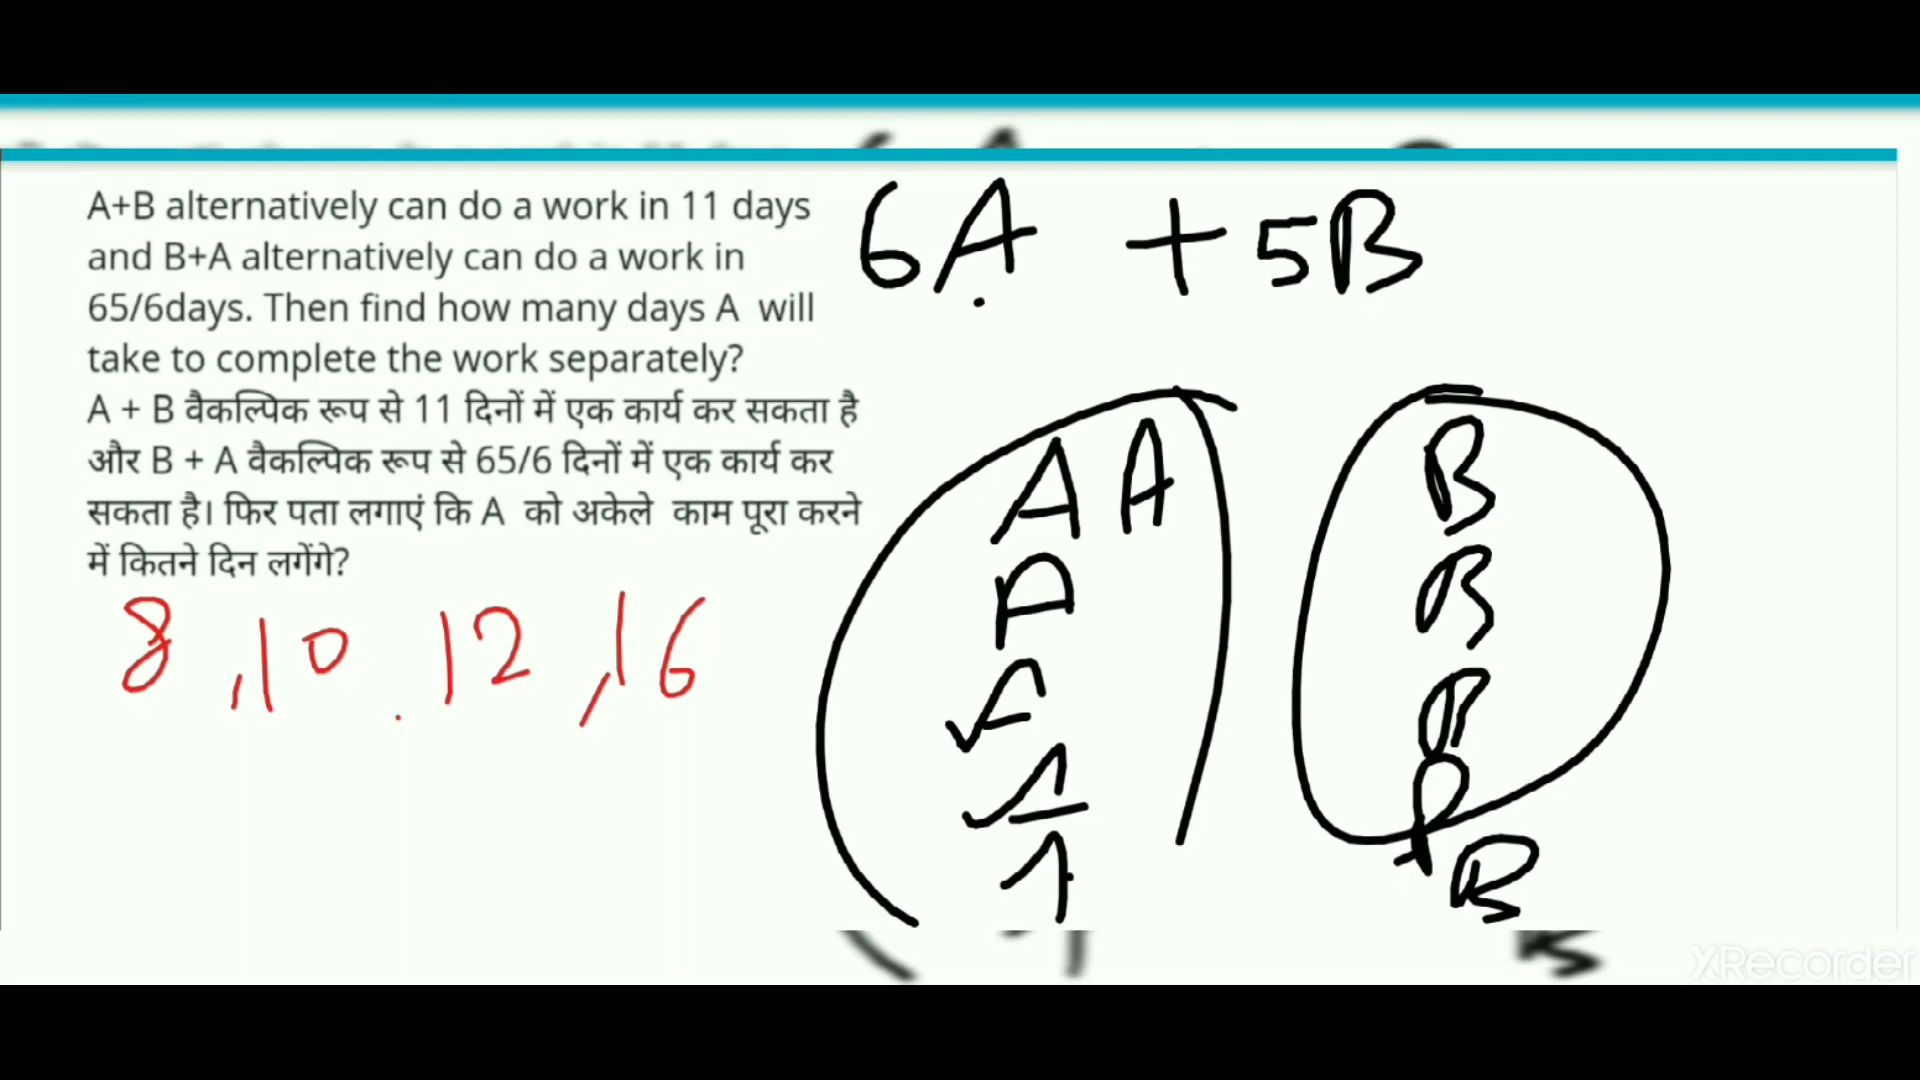 A+B alternatively can do a work in 11 days
and B+A alternatively can do a work in
65/6days. Then find how many days A will
take to complete the work separately?
A + B वैकल्पिक रूप से 11 दिनों में एक कार्य कर सकता है
और B + A वैकल्पिक रूप से 65/6 दिनों में एक कार्य कर
सकता है। फिर पता लगाएं कि A को अकेले काम पूरा करने
में कितने दिन लगेंगे?
8, 10. 12, 16
6A + 5B
A A
A
B
B
B
B
XRecorder